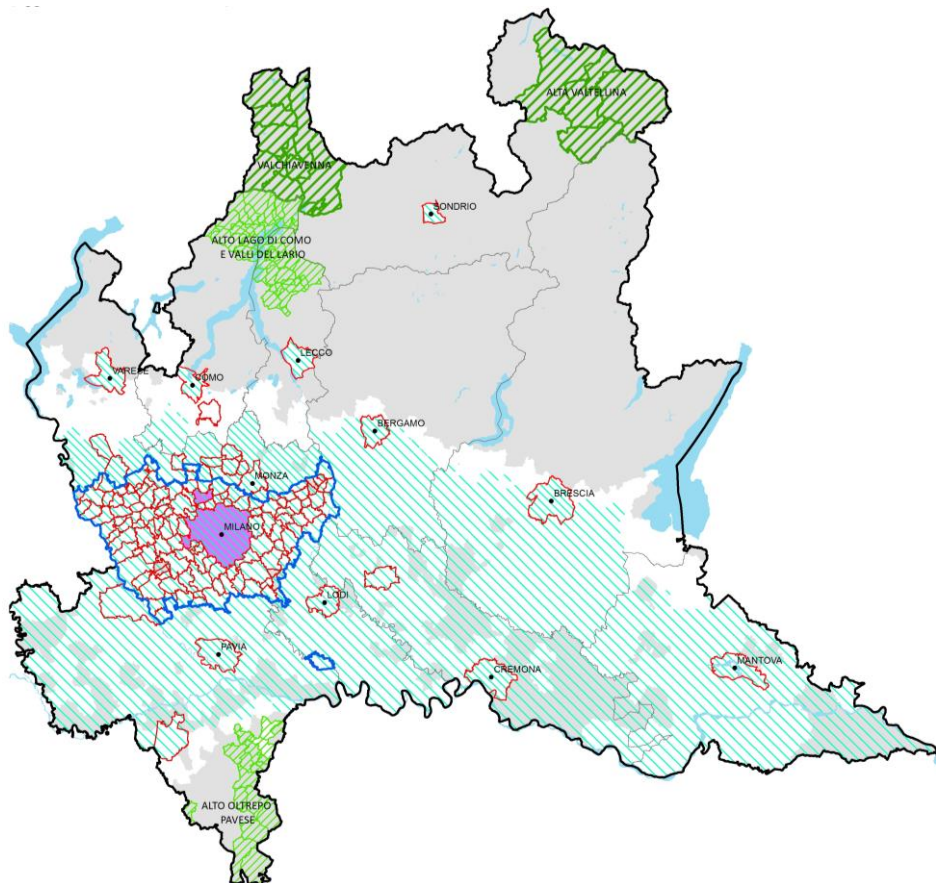 ALTA VALTELLINA
VALCHIAVENNA
SONDRIO
ALTO LAGO DI COMO
E VALLI DEL LARIO
LECCO
VARESE
COMO
BERGAMO
MONZA
BRESCIA
MILANO
LODI
PAVIA
CREMONA
MANTOVA
ALTO OLTREPÒ
PAVESE